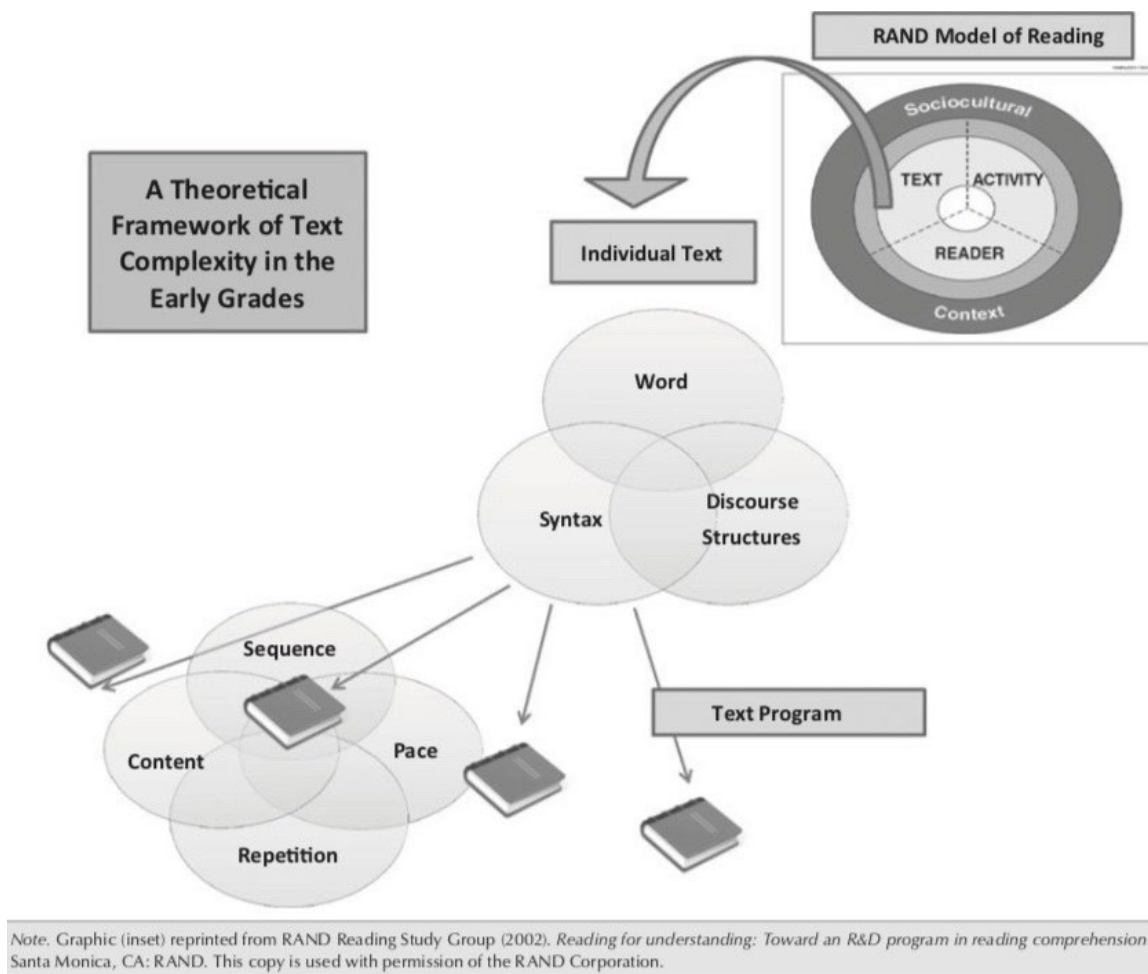 RAND Model of Reading
Sociocultural
TEXT
ACTIVITY
READER
Context
A Theoretical
Framework of Text
Complexity in the
Early Grades
Individual Text
Word
Syntax
Discourse
Structures
Sequence
Content
Pace
Repetition
Text Program
Note. Graphic (inset) reprinted from RAND Reading Study Group (2002). Reading for understanding: Toward an R&D program in reading comprehension
Santa Monica, CA: RAND. This copy is used with permission of the RAND Corporation.